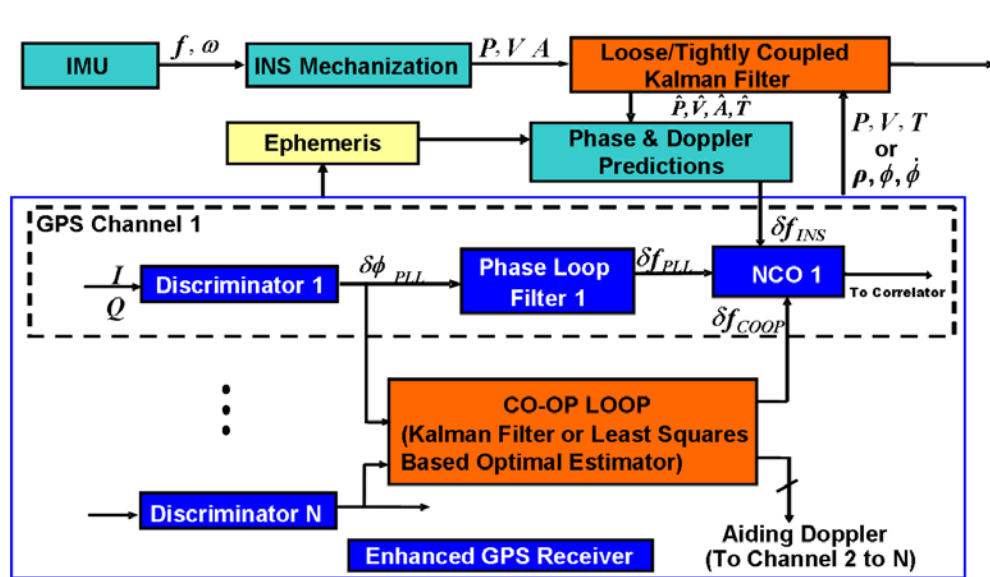 f, ω
P, V A
IMU
INS Mechanization
Loose/Tightly Coupled
Kalman Filter
P̂, V̂, Â, T̂
Ephemeris
Phase & Doppler
Predictions
P, V, T
or
ρ, ϕ, ϕ̇
GPS Channel 1
δf_INS
I
Q
Discriminator 1
δϕ_PLL
Phase Loop
Filter 1
δf_PLL
NCO 1
To Correlator
δf_COOP
CO-OP LOOP
(Kalman Filter or Least Squares
Based Optimal Estimator)
Discriminator N
Aiding Doppler
(To Channel 2 to N)
Enhanced GPS Receiver